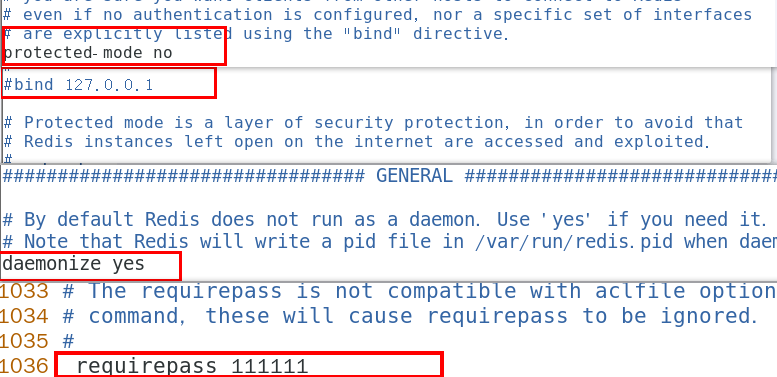 # even if no authentication is configured, nor a specific set of interfaces
# are explicitly listed using the "bind" directive.
protected-mode no
#bind 127.0.0.1
# Protected mode is a layer of security protection, in order to avoid that
# Redis instances left open on the internet are accessed and exploited.
#
################################# GENERAL #############################
# By default Redis does not run as a daemon. Use 'yes' if you need it.
# Note that Redis will write a pid file in /var/run/redis.pid when daem
daemonize yes
1033 # The requirepass is not compatible with aclfile option
1034 # command, these will cause requirepass to be ignored.
1035 #
1036 requirepass 111111